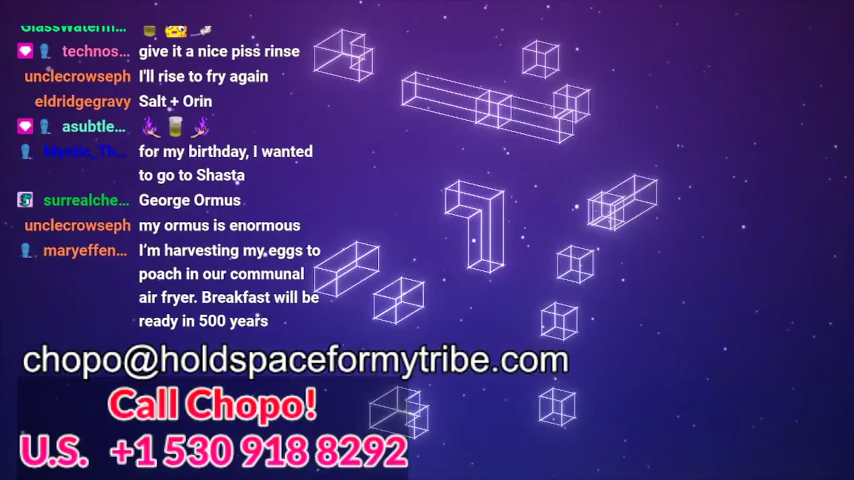 GlassWaterm...
technos... give it a nice piss rinse
unclecrowseph I'll rise to fry again
eldridgegravy Salt + Orin
asubtle...
Mystic_Th... for my birthday, I wanted
to go to Shasta
surrealche... George Ormus
unclecrowseph my ormus is enormous
maryeffen... I'm harvesting my eggs to
poach in our communal
air fryer. Breakfast will be
ready in 500 years
chopo@holdspaceformytribe.com
Call Chopo!
U.S. +1 530 918 8292